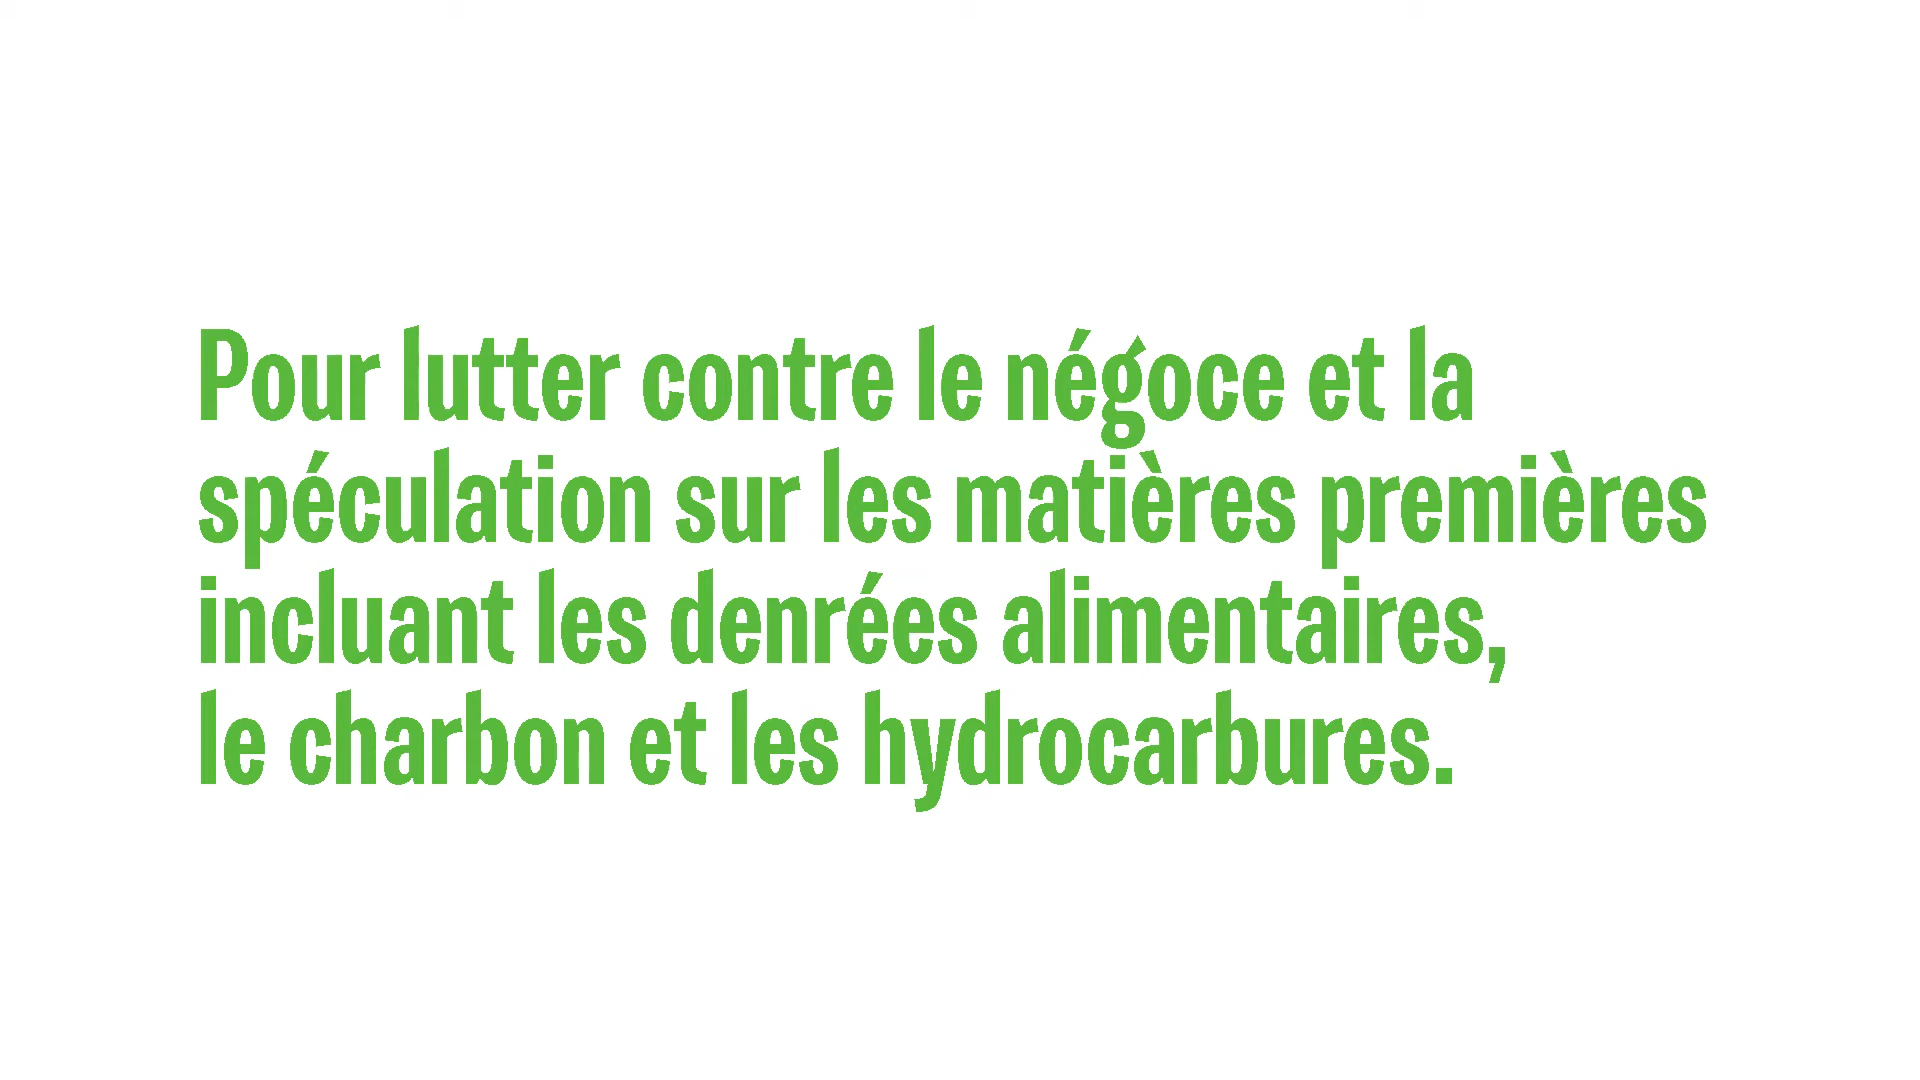 Pour lutter contre le négoce et la
spéculation sur les matières premières
incluant les denrées alimentaires,
le charbon et les hydrocarbures.